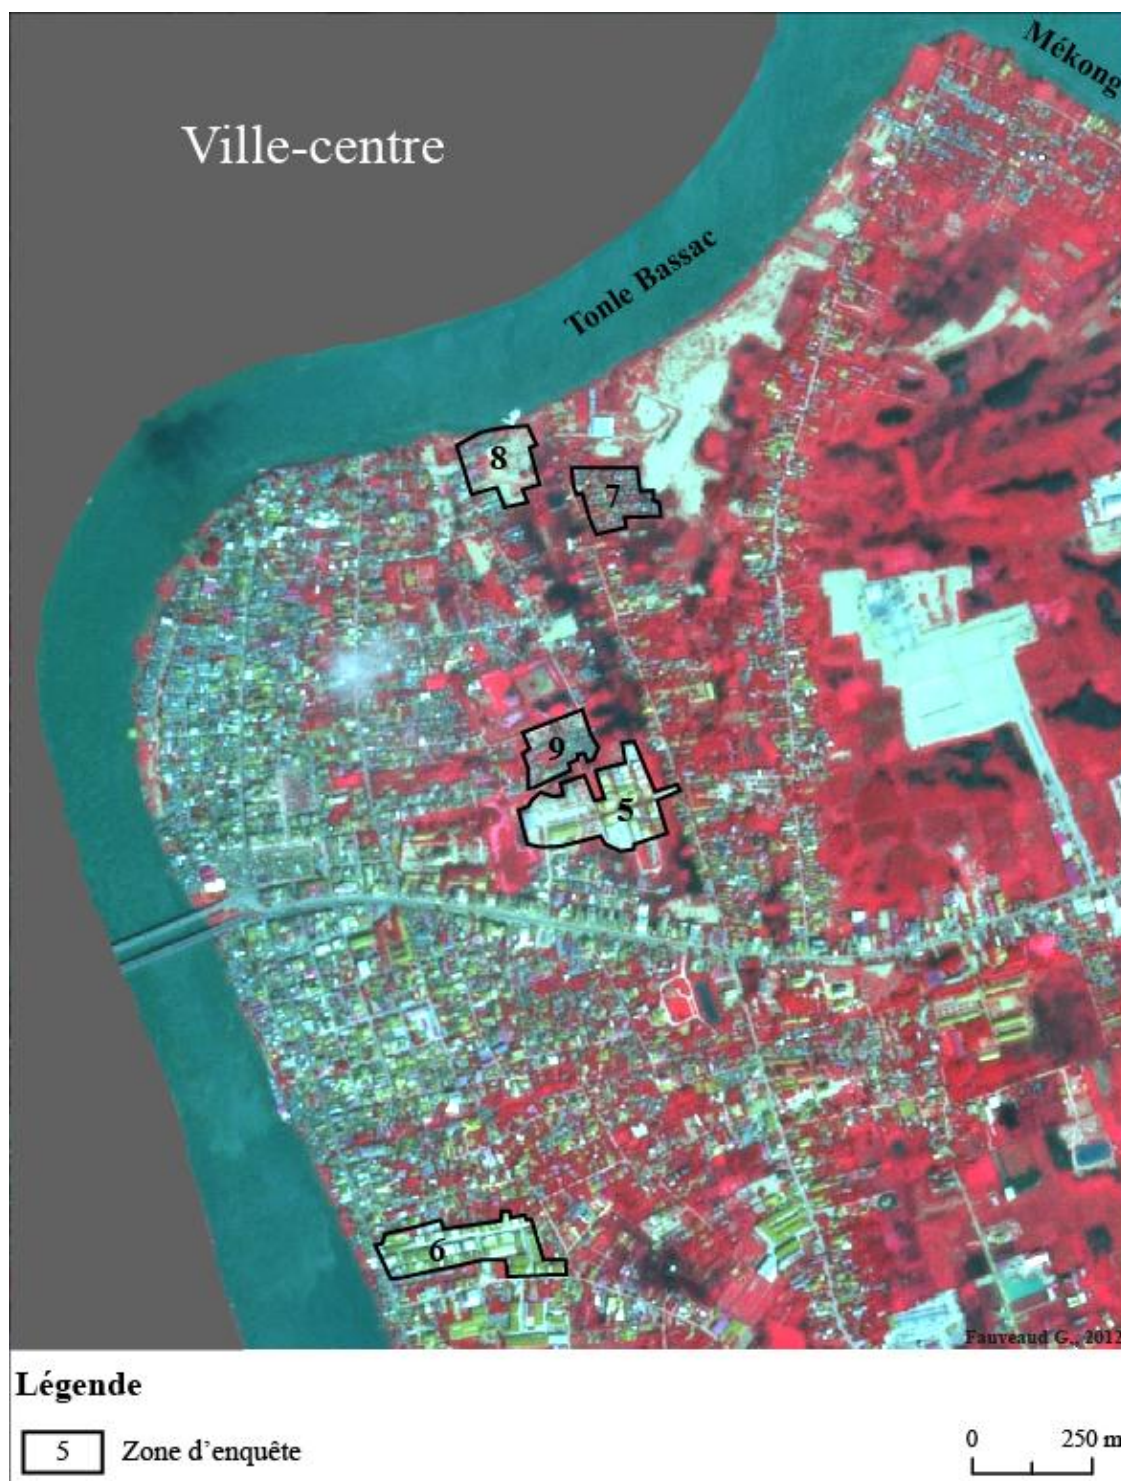 Mékong
Ville-centre
Tonle Bassac
8
7
9
5
6
Fauveaud G., 2012
Légende
5 Zone d'enquête
0 250 m